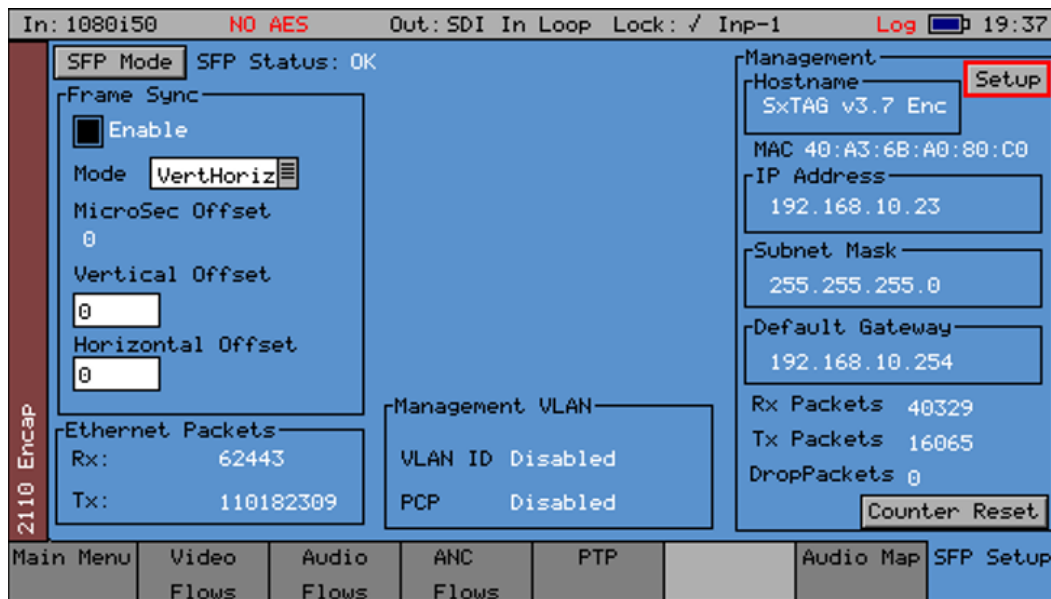 In: 1080i50 NO AES Out: SDI In Loop Lock: √ Inp-1 Log 19:37
SFP Mode SFP Status: OK
Frame Sync
Enable
Mode VertHoriz
MicroSec Offset
0
Vertical Offset
0
Horizontal Offset
0
Ethernet Packets
Rx: 62443
Tx: 110182309
Management VLAN
VLAN ID Disabled
PCP Disabled
Management
Setup
Hostname
SxTAG v3.7 Enc
MAC 40:A3:6B:A0:80:C0
IP Address
192.168.10.23
Subnet Mask
255.255.255.0
Default Gateway
192.168.10.254
Rx Packets 40329
Tx Packets 16065
DropPackets 0
Counter Reset
2110 Encap
Main Menu
Video
Flows
Audio
Flows
ANC
Flows
PTP
Audio Map
SFP Setup